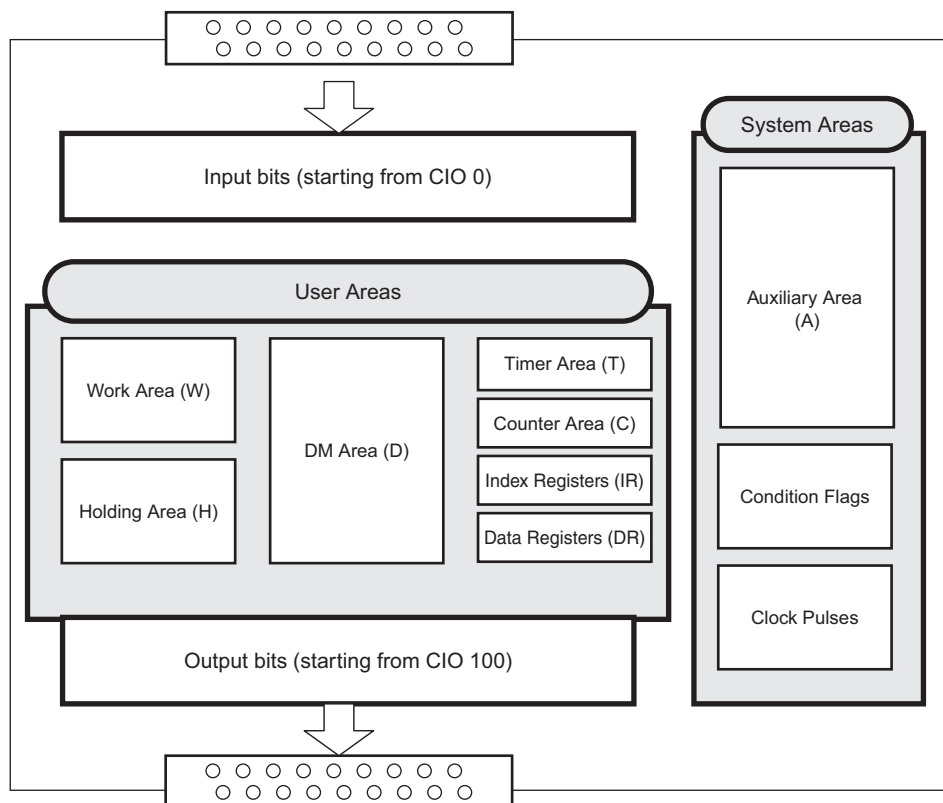 System Areas
Input bits (starting from CIO 0)
User Areas
Auxiliary Area
(A)
Work Area (W)
DM Area (D)
Timer Area (T)
Counter Area (C)
Holding Area (H)
Index Registers (IR)
Data Registers (DR)
Condition Flags
Clock Pulses
Output bits (starting from CIO 100)